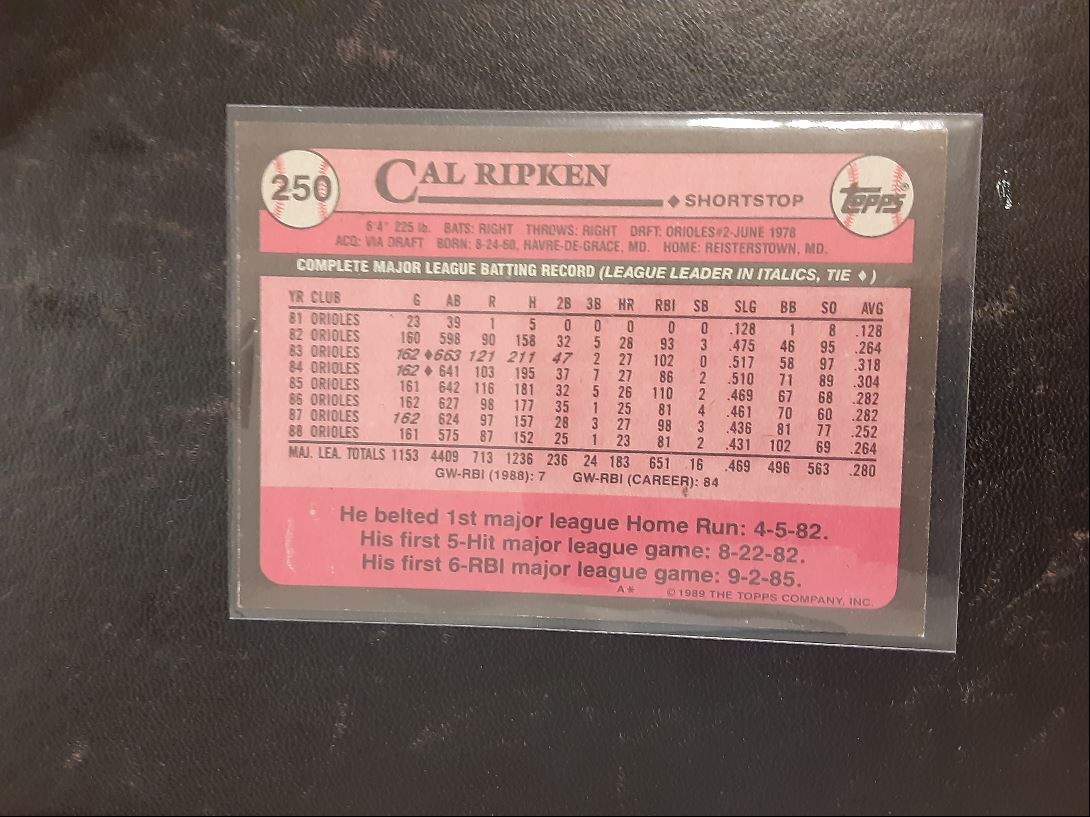 250
CAL RIPKEN
♦ SHORTSTOP
Topps®
6'4" 225 lb. BATS: RIGHT THROWS: RIGHT DRFT: ORIOLES#2-JUNE 1978
ACQ: VIA DRAFT BORN: 8-24-60, HAVRE-DE-GRACE, MD. HOME: REISTERSTOWN, MD.
COMPLETE MAJOR LEAGUE BATTING RECORD (LEAGUE LEADER IN ITALICS, TIE ♦)
YR CLUB G AB R H 2B 3B HR RBI SB SLG BB SO AVG
81 ORIOLES 23 39 1 5 0 0 0 0 0 .128 1 8 .128
82 ORIOLES 160 598 90 158 32 5 28 93 3 .475 46 95 .264
83 ORIOLES 162 ♦663 121 211 47 2 27 102 0 .517 58 97 .318
84 ORIOLES 162 ♦ 641 103 195 37 7 27 86 2 .510 71 89 .304
85 ORIOLES 161 642 116 181 32 5 26 110 2 .469 67 68 .282
86 ORIOLES 162 627 98 177 35 1 25 81 4 .461 70 60 .282
87 ORIOLES 162 624 97 157 28 3 27 98 3 .436 81 77 .252
88 ORIOLES 161 575 87 152 25 1 23 81 2 .431 102 69 .264
MAJ. LEA. TOTALS 1153 4409 713 1236 236 24 183 651 16 .469 496 563 .280
GW-RBI (1988): 7 GW-RBI (CAREER): 84
He belted 1st major league Home Run: 4-5-82.
His first 5-Hit major league game: 8-22-82.
His first 6-RBI major league game: 9-2-85.
A* ©1989 THE TOPPS COMPANY, INC.